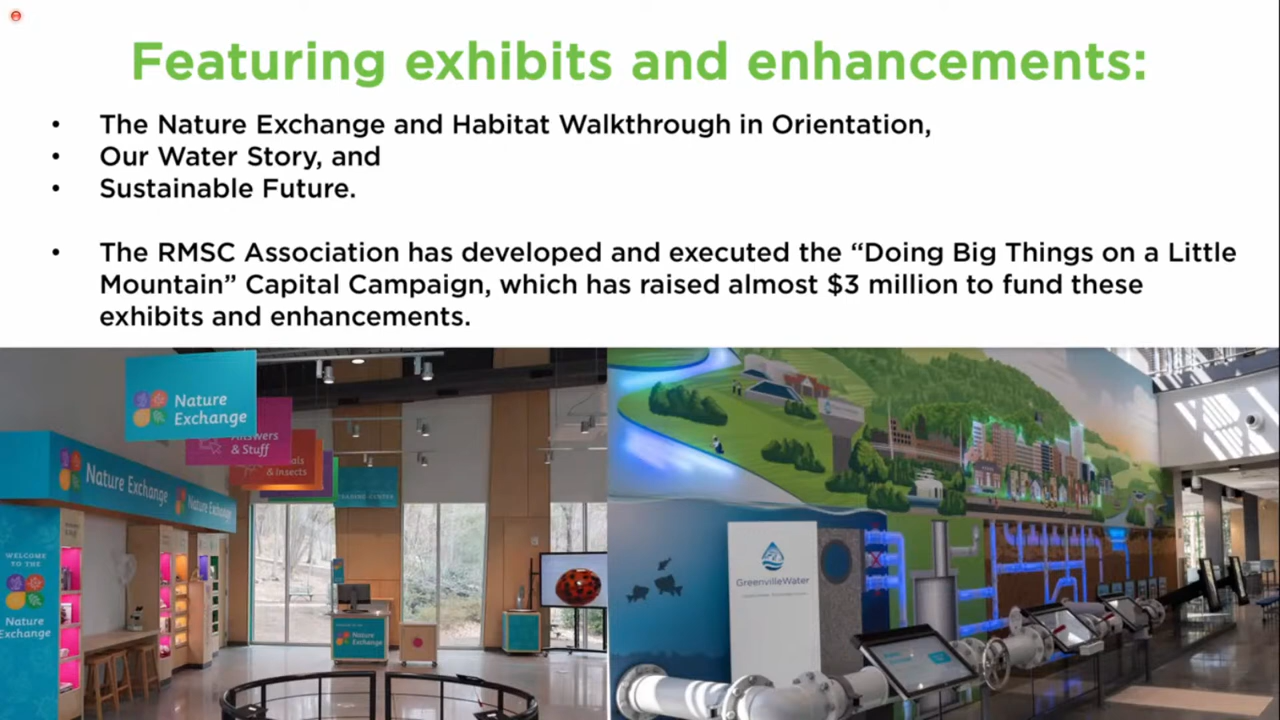 Featuring exhibits and enhancements:
• The Nature Exchange and Habitat Walkthrough in Orientation,
• Our Water Story, and
• Sustainable Future.
• The RMSC Association has developed and executed the “Doing Big Things on a Little
Mountain” Capital Campaign, which has raised almost $3 million to fund these
exhibits and enhancements.
Nature
Exchange
Answers
& Stuff
& Insects
TRADING CENTER
Nature Exchange
Nature Exchange
WELCOME
TO THE
Nature
Exchange
Nature
Exchange
GreenvilleWater